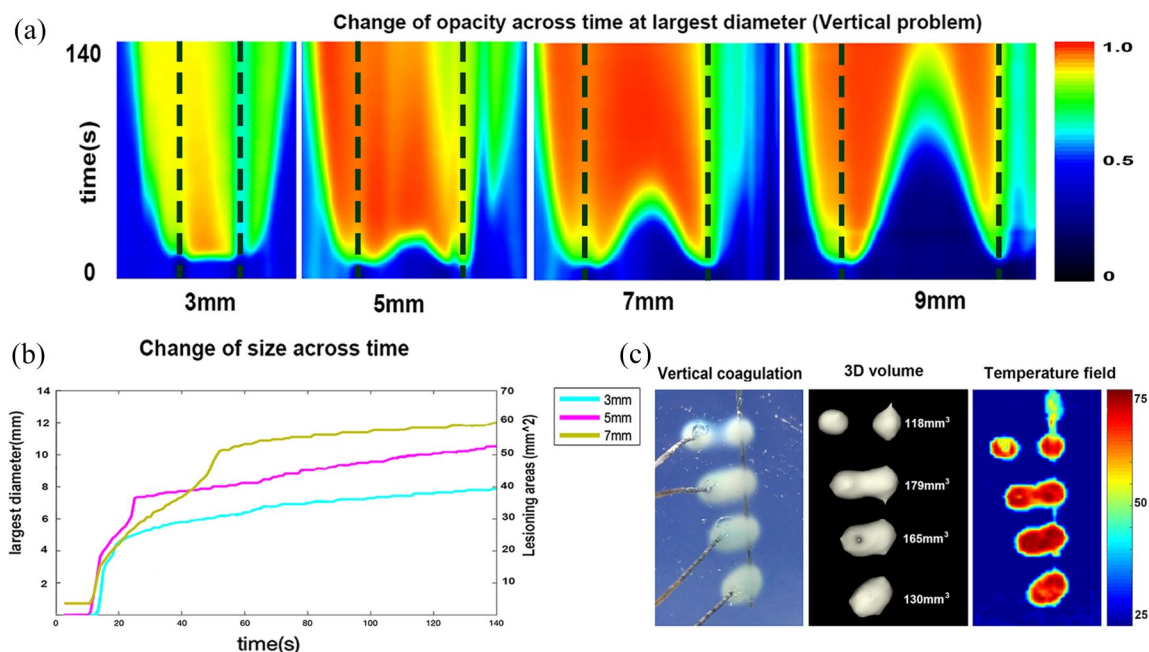 (a)
Change of opacity across time at largest diameter (Vertical problem)
140
time(s)
0
3mm
5mm
7mm
9mm
1.0
0.5
0
(b)
Change of size across time
14
12
10
8
6
4
2
largest diameter(mm)
20
40
60
80
100
120
140
time(s)
70
60
50
40
30
20
10
Lesioning areas (mm^2)
3mm
5mm
7mm
(c)
Vertical coagulation
3D volume
Temperature field
118mm³
179mm³
165mm³
130mm³
75
50
25